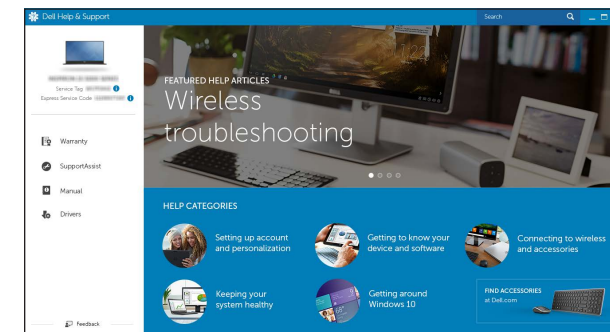 Dell Help & Support
Search
Service Tag
Express Service Code
Warranty
SupportAssist
Manual
Drivers
Feedback
FEATURED HELP ARTICLES
Wireless
troubleshooting
HELP CATEGORIES
Setting up account
and personalization
Getting to know your
device and software
Connecting to wireless
and accessories
Keeping your
system healthy
Getting around
Windows 10
FIND ACCESSORIES
at Dell.com